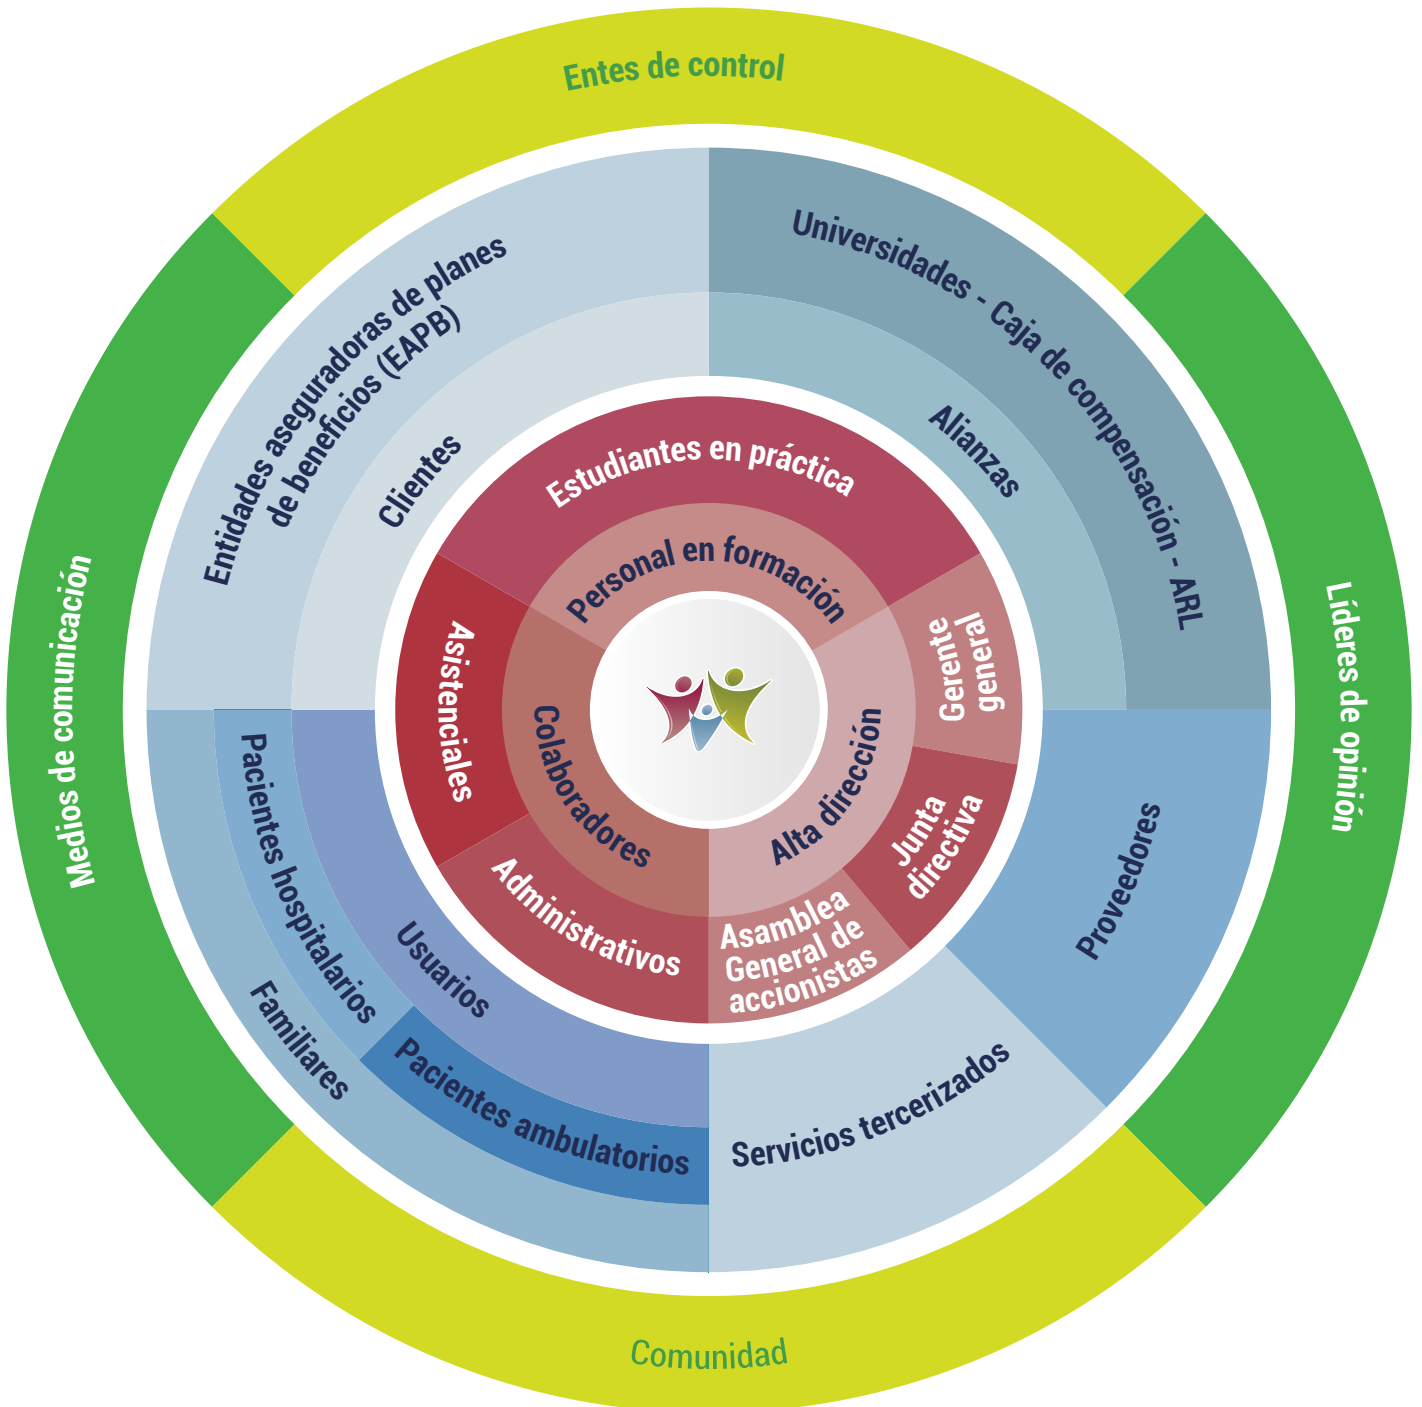 Entes de control
Universidades - Caja de compensación - ARL
Entidades aseguradoras de planes
de beneficios (EAPB)
Clientes
Alianzas
Estudiantes en práctica
Personal en formación
Medios de comunicación
Líderes de opinión
Asistenciales
Gerente
general
Colaboradores
Alta dirección
Junta
directiva
Administrativos
Asamblea
General de
accionistas
Pacientes hospitalarios
Usuarios
Proveedores
Familiares
Pacientes ambulatorios
Servicios tercerizados
Comunidad